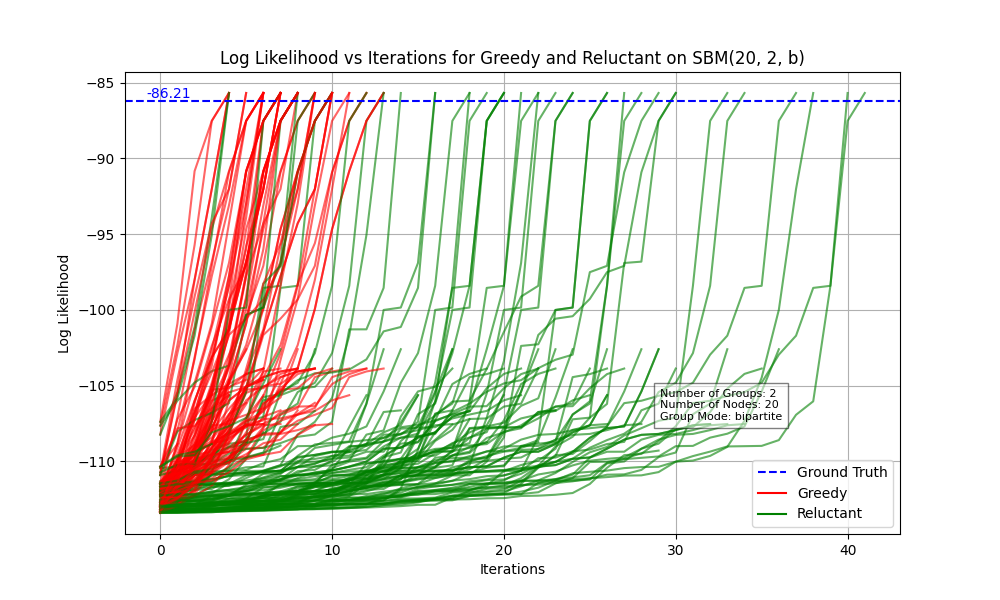 Log Likelihood vs Iterations for Greedy and Reluctant on SBM(20, 2, b)
−85
-86.21
−90
−95
−100
−105
−110
Log Likelihood
Number of Groups: 2
Number of Nodes: 20
Group Mode: bipartite
Ground Truth
Greedy
Reluctant
0 10 20 30 40
Iterations